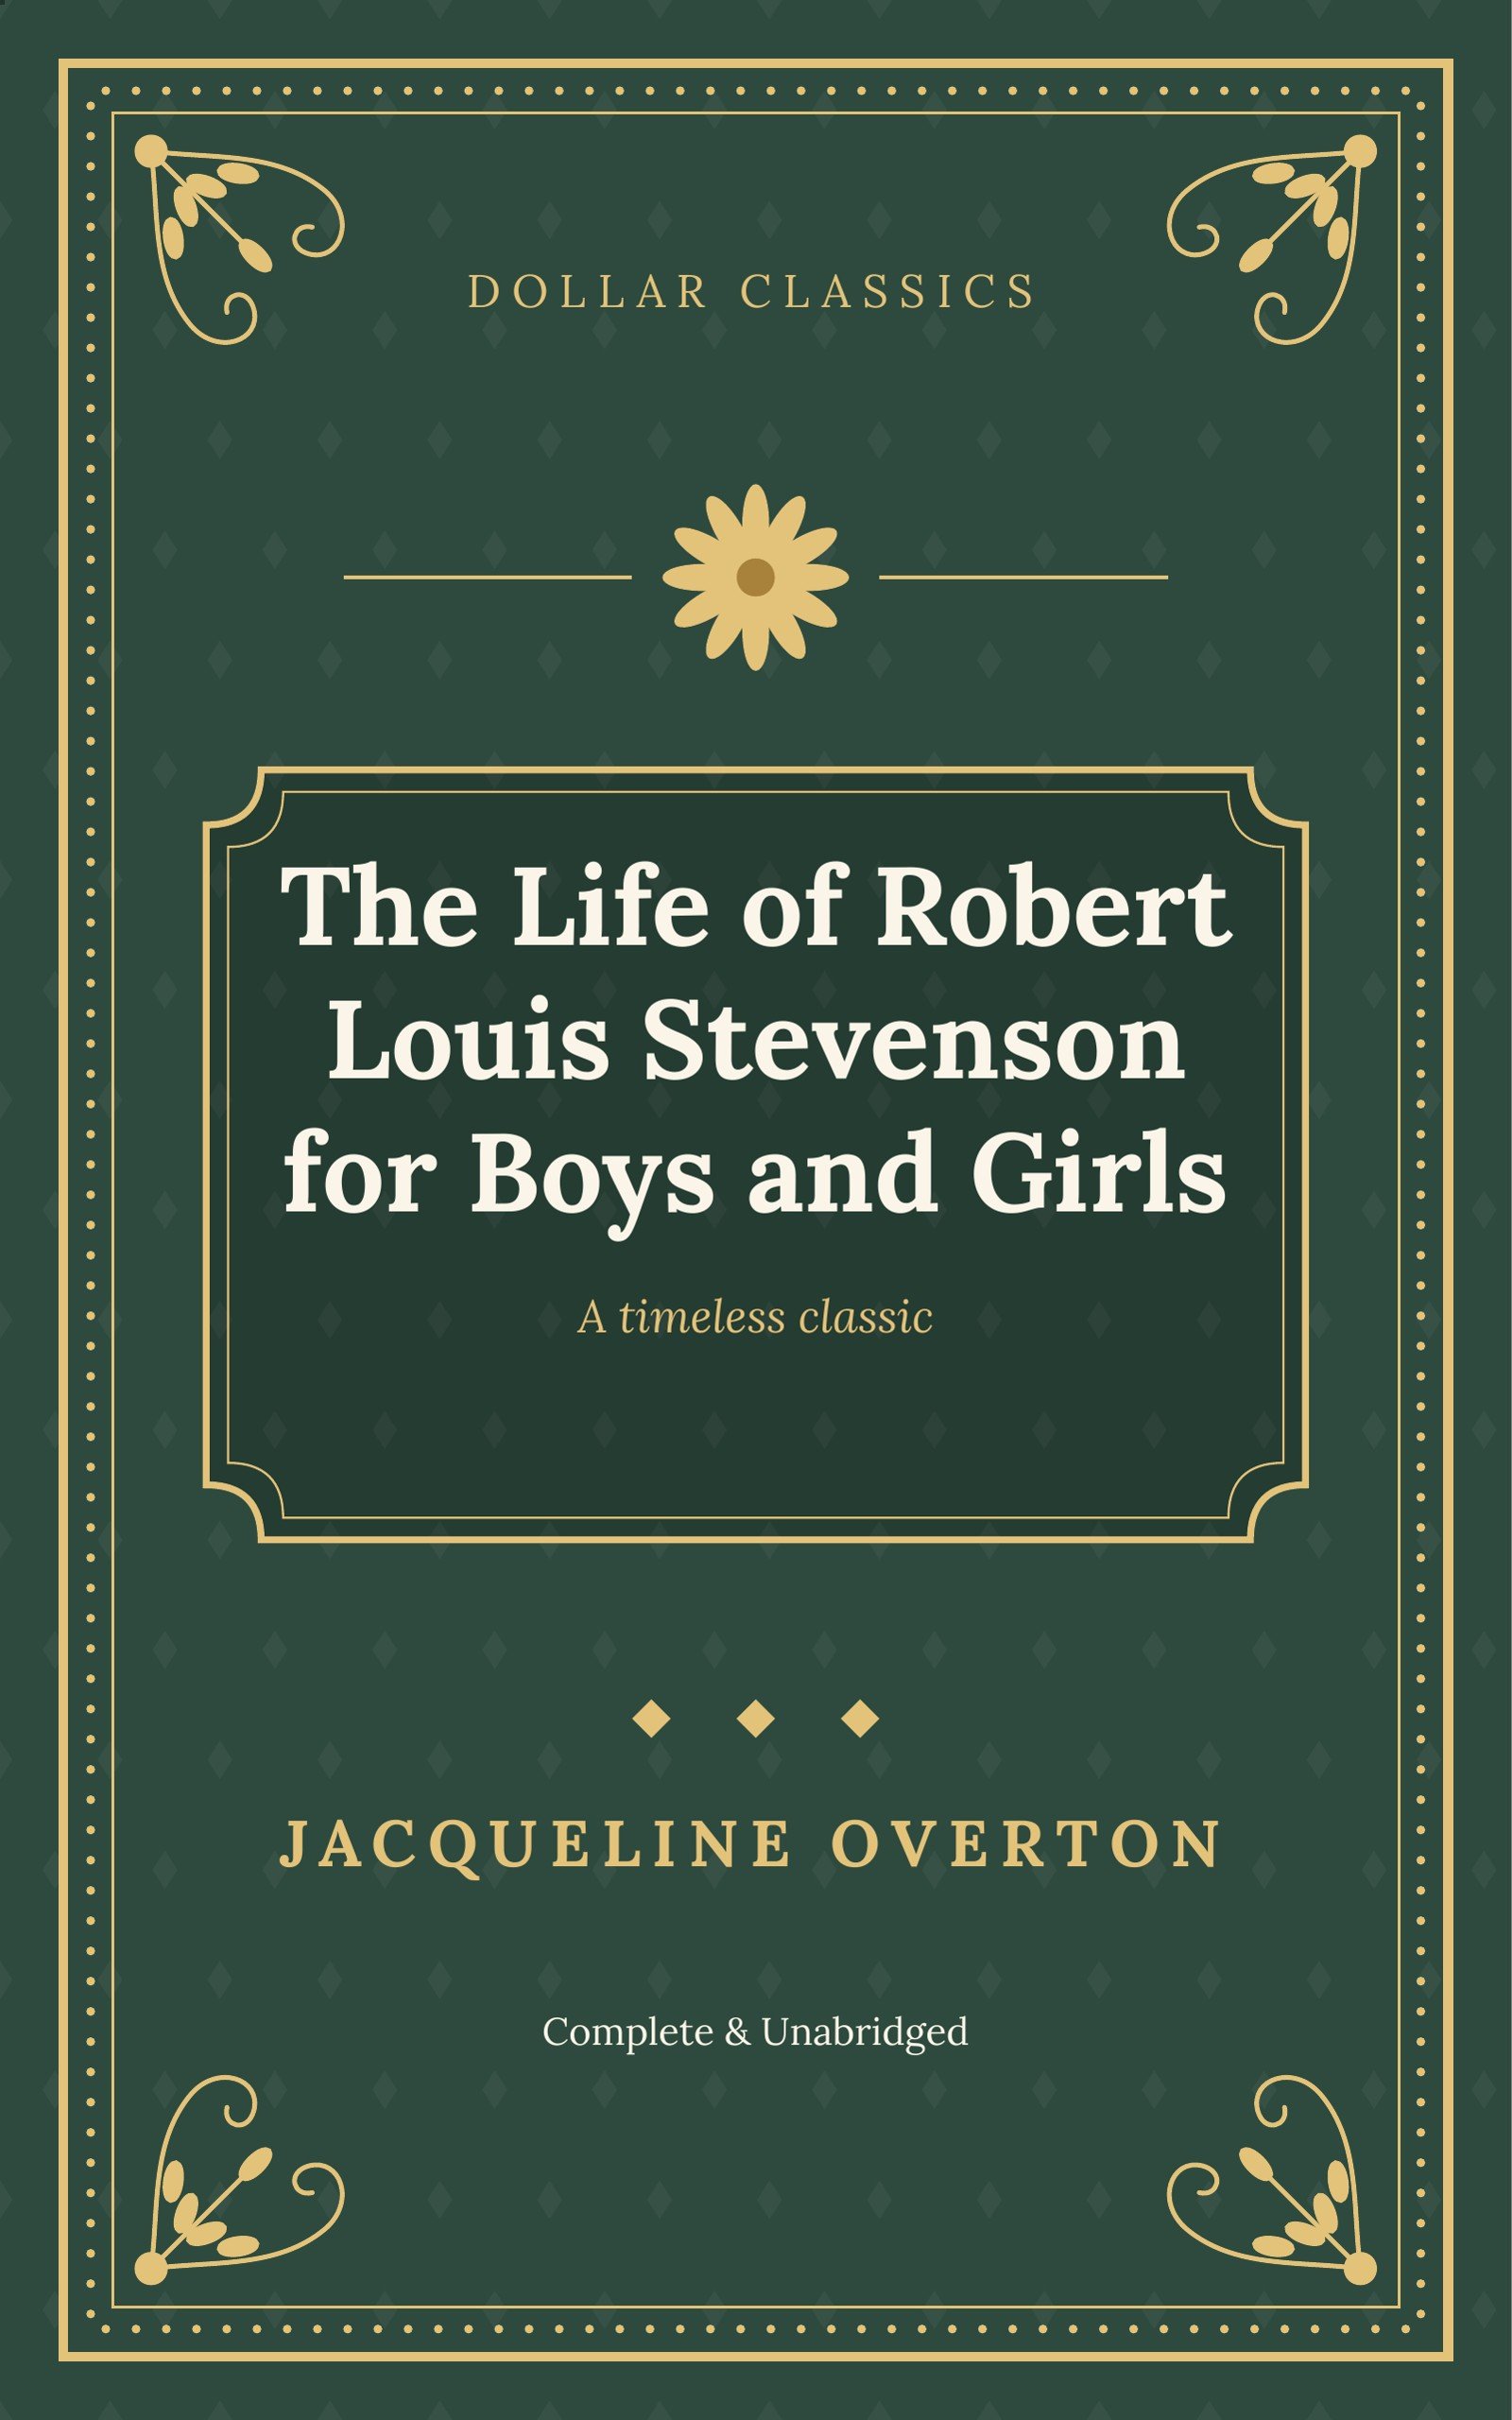 DOLLAR CLASSICS
The Life of Robert
Louis Stevenson
for Boys and Girls
A timeless classic
JACQUELINE OVERTON
Complete & Unabridged